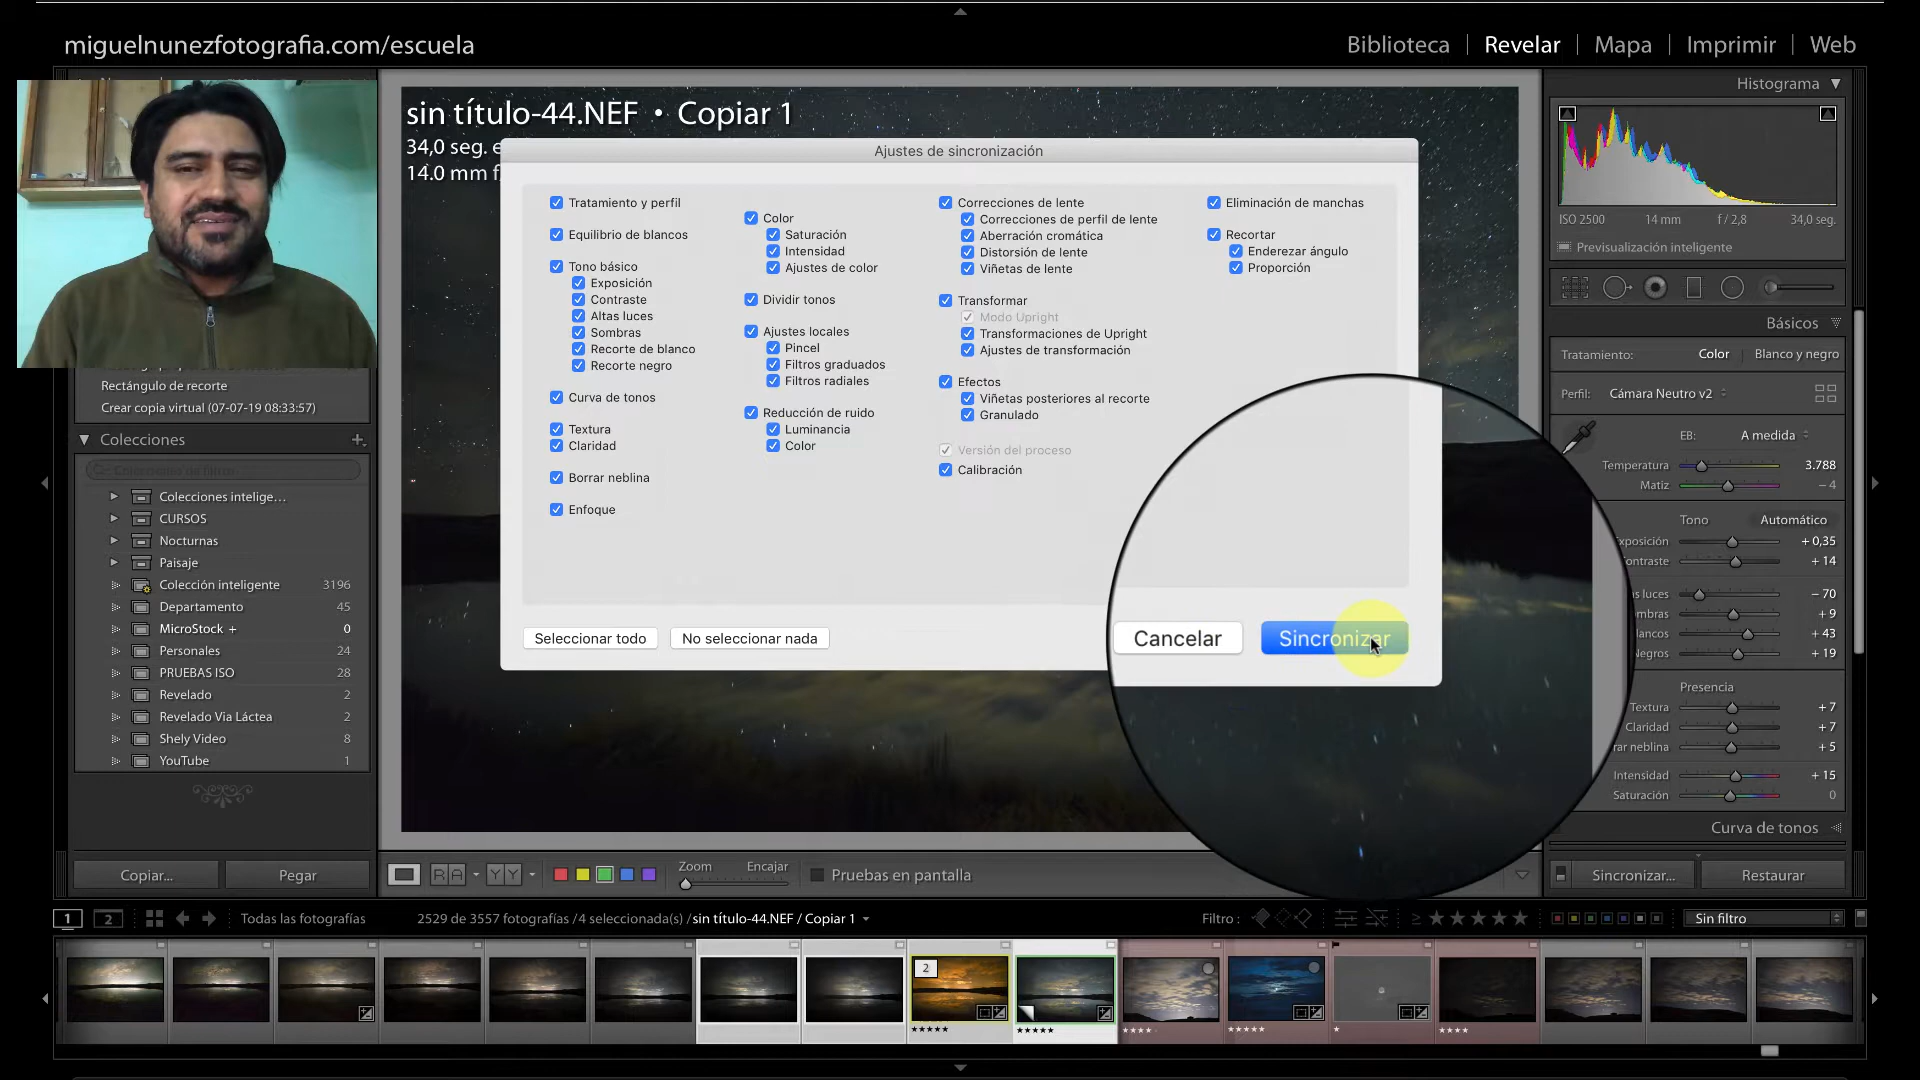 miguelnunezfotografia.com/escuela
Biblioteca | Revelar | Mapa | Imprimir | Web
Histograma
ISO 2500 14 mm f / 2,8 34,0 seg.
Previsualización inteligente
sin título-44.NEF • Copiar 1
34,0 seg. e
14.0 mm f
Ajustes de sincronización
Tratamiento y perfil
Equilibrio de blancos
Tono básico
Exposición
Contraste
Altas luces
Sombras
Recorte de blanco
Recorte negro
Curva de tonos
Textura
Claridad
Borrar neblina
Enfoque
Color
Saturación
Intensidad
Ajustes de color
Dividir tonos
Ajustes locales
Pincel
Filtros graduados
Filtros radiales
Reducción de ruido
Luminancia
Color
Correcciones de lente
Correcciones de perfil de lente
Aberración cromática
Distorsión de lente
Viñetas de lente
Transformar
Modo Upright
Transformaciones de Upright
Ajustes de transformación
Efectos
Viñetas posteriores al recorte
Granulado
Versión del proceso
Calibración
Eliminación de manchas
Recortar
Enderezar ángulo
Proporción
Seleccionar todo
No seleccionar nada
Cancelar
Sincronizar
Rectángulo de recorte
Crear copia virtual (07-07-19 08:33:57)
Colecciones
Colecciones intelige…
CURSOS
Nocturnas
Paisaje
Colección inteligente 3196
Departamento 45
MicroStock + 0
Personales 24
PRUEBAS ISO 28
Revelado 2
Revelado Via Láctea 2
Shely Video 8
YouTube 1
Copiar... Pegar
Básicos
Tratamiento: Color | Blanco y negro
Perfil: Cámara Neutro v2
EB: A medida
Temperatura 3.788
Matiz – 4
Tono Automático
xposición + 0,35
ontraste + 14
s luces – 70
mbras + 9
lancos + 43
Negros + 19
Presencia
Textura + 7
Claridad + 7
rar neblina + 5
Intensidad + 15
Saturación 0
Curva de tonos
Sincronizar... Restaurar
R A Y Y Zoom Encajar Pruebas en pantalla
1 2 Todas las fotografías 2529 de 3557 fotografías /4 seleccionada(s) /sin título-44.NEF / Copiar 1 Filtro : ≥ Sin filtro
2